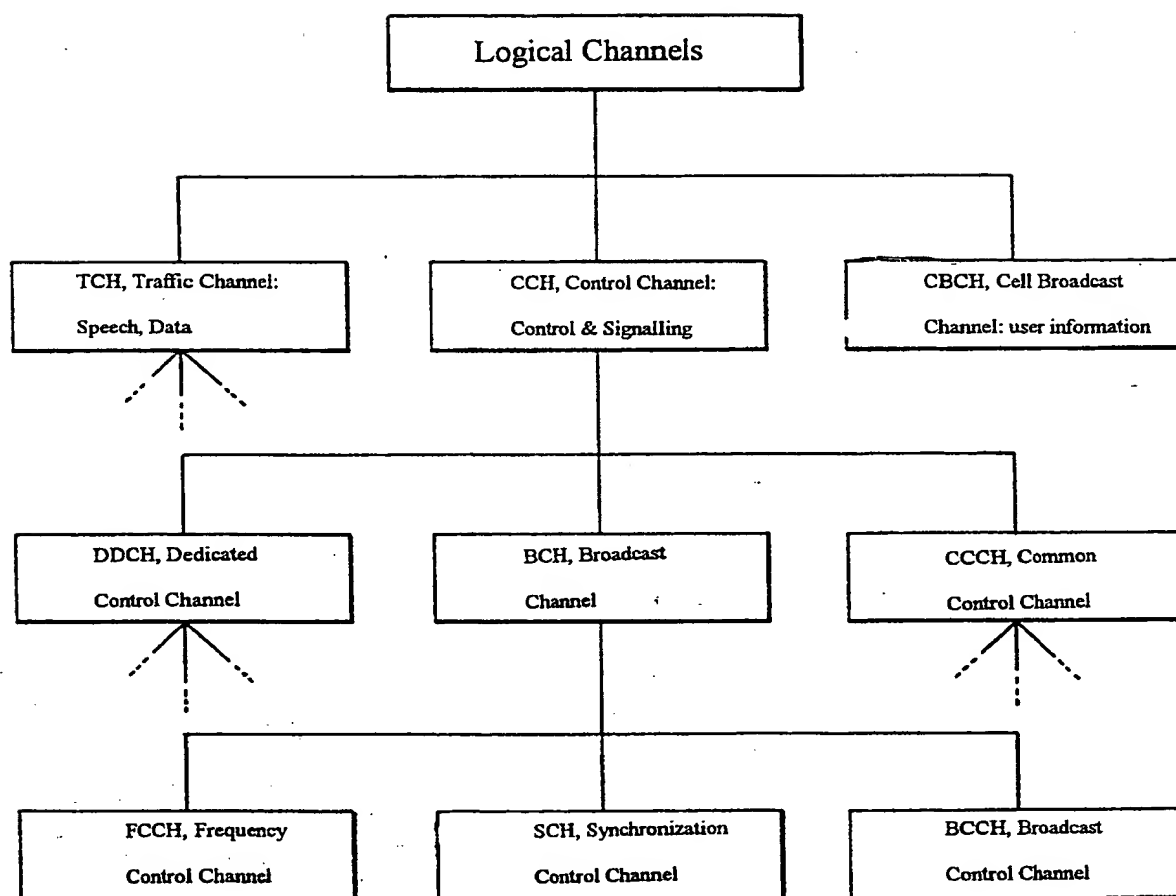 Logical Channels
TCH, Traffic Channel:
Speech, Data
CCH, Control Channel:
Control & Signalling
CBCH, Cell Broadcast
Channel: user information
DDCH, Dedicated
Control Channel
BCH, Broadcast
Channel
CCCH, Common
Control Channel
FCCH, Frequency
Control Channel
SCH, Synchronization
Control Channel
BCCH, Broadcast
Control Channel